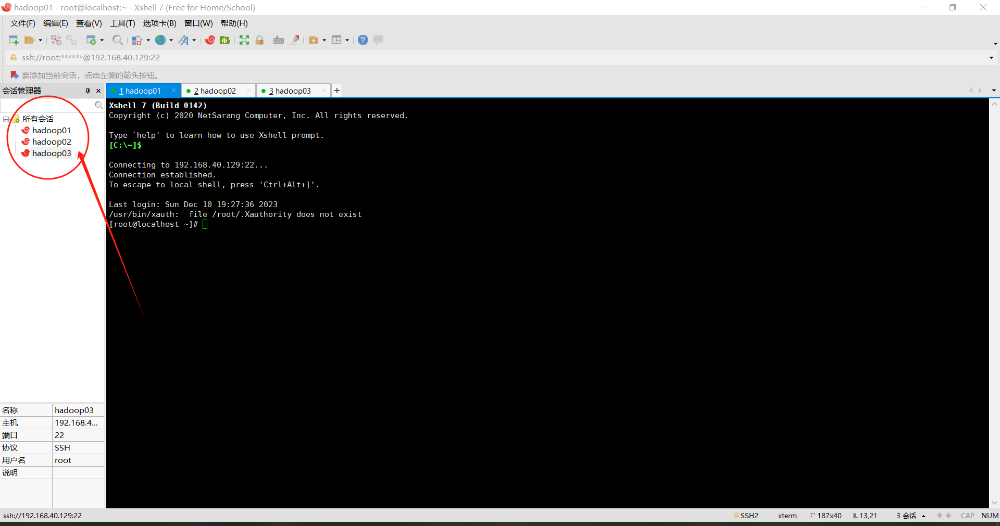 hadoop01 - root@localhost:~ - Xshell 7 (Free for Home/School)
文件(F) 编辑(E) 查看(V) 工具(T) 选项卡(B) 窗口(W) 帮助(H)
ssh://root:******@192.168.40.129:22
要添加当前会话，点击左侧的箭头按钮。
会话管理器
1 hadoop01 2 hadoop02 3 hadoop03
所有会话
hadoop01
hadoop02
hadoop03
Xshell 7 (Build 0142)
Copyright (c) 2020 NetSarang Computer, Inc. All rights reserved.
Type `help' to learn how to use Xshell prompt.
[C:\~]$
Connecting to 192.168.40.129:22...
Connection established.
To escape to local shell, press 'Ctrl+Alt+]'.
Last login: Sun Dec 10 19:27:36 2023
/usr/bin/xauth:  file /root/.Xauthority does not exist
[root@localhost ~]#
名称 hadoop03
主机 192.168.4...
端口 22
协议 SSH
用户名 root
说明
ssh://192.168.40.129:22 SSH2 xterm 187x40 13,21 3 会话 CAP NUM